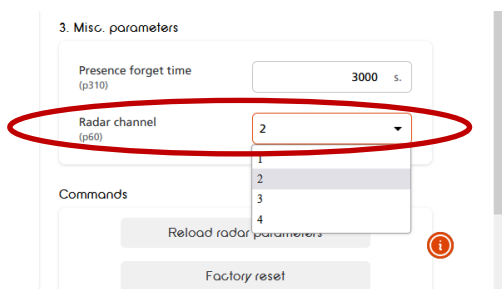 3. Misc. parameters
Presence forget time
(p310)
3000 s.
Radar channel
(p60)
2
1
2
3
4
Commands
Reload radar parameters
i
Factory reset